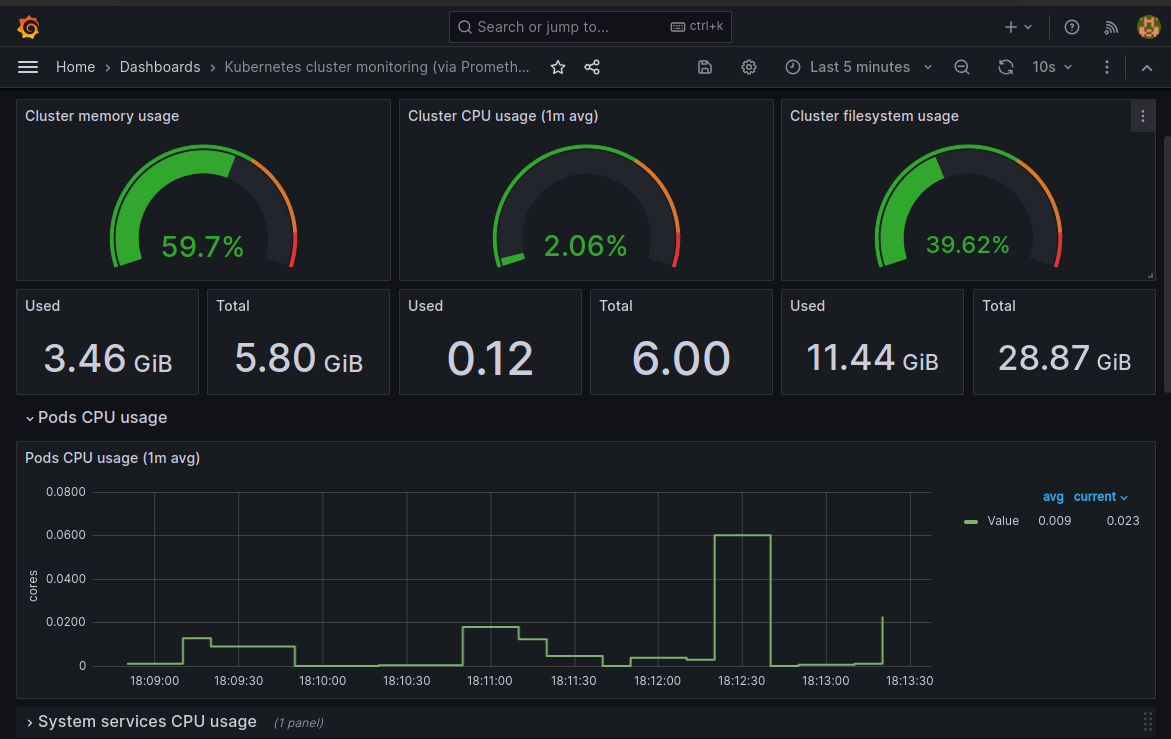 Search or jump to... ctrl+k
Home › Dashboards › Kubernetes cluster monitoring (via Prometh... Last 5 minutes 10s
Cluster memory usage Cluster CPU usage (1m avg) Cluster filesystem usage
59.7% 2.06% 39.62%
Used Total Used Total Used Total
3.46 GiB 5.80 GiB 0.12 6.00 11.44 GiB 28.87 GiB
Pods CPU usage
Pods CPU usage (1m avg)
0.0800
avg current
Value 0.009 0.023
0.0600
0.0400
cores
0.0200
0
18:09:00 18:09:30 18:10:00 18:10:30 18:11:00 18:11:30 18:12:00 18:12:30 18:13:00 18:13:30
System services CPU usage (1 panel)